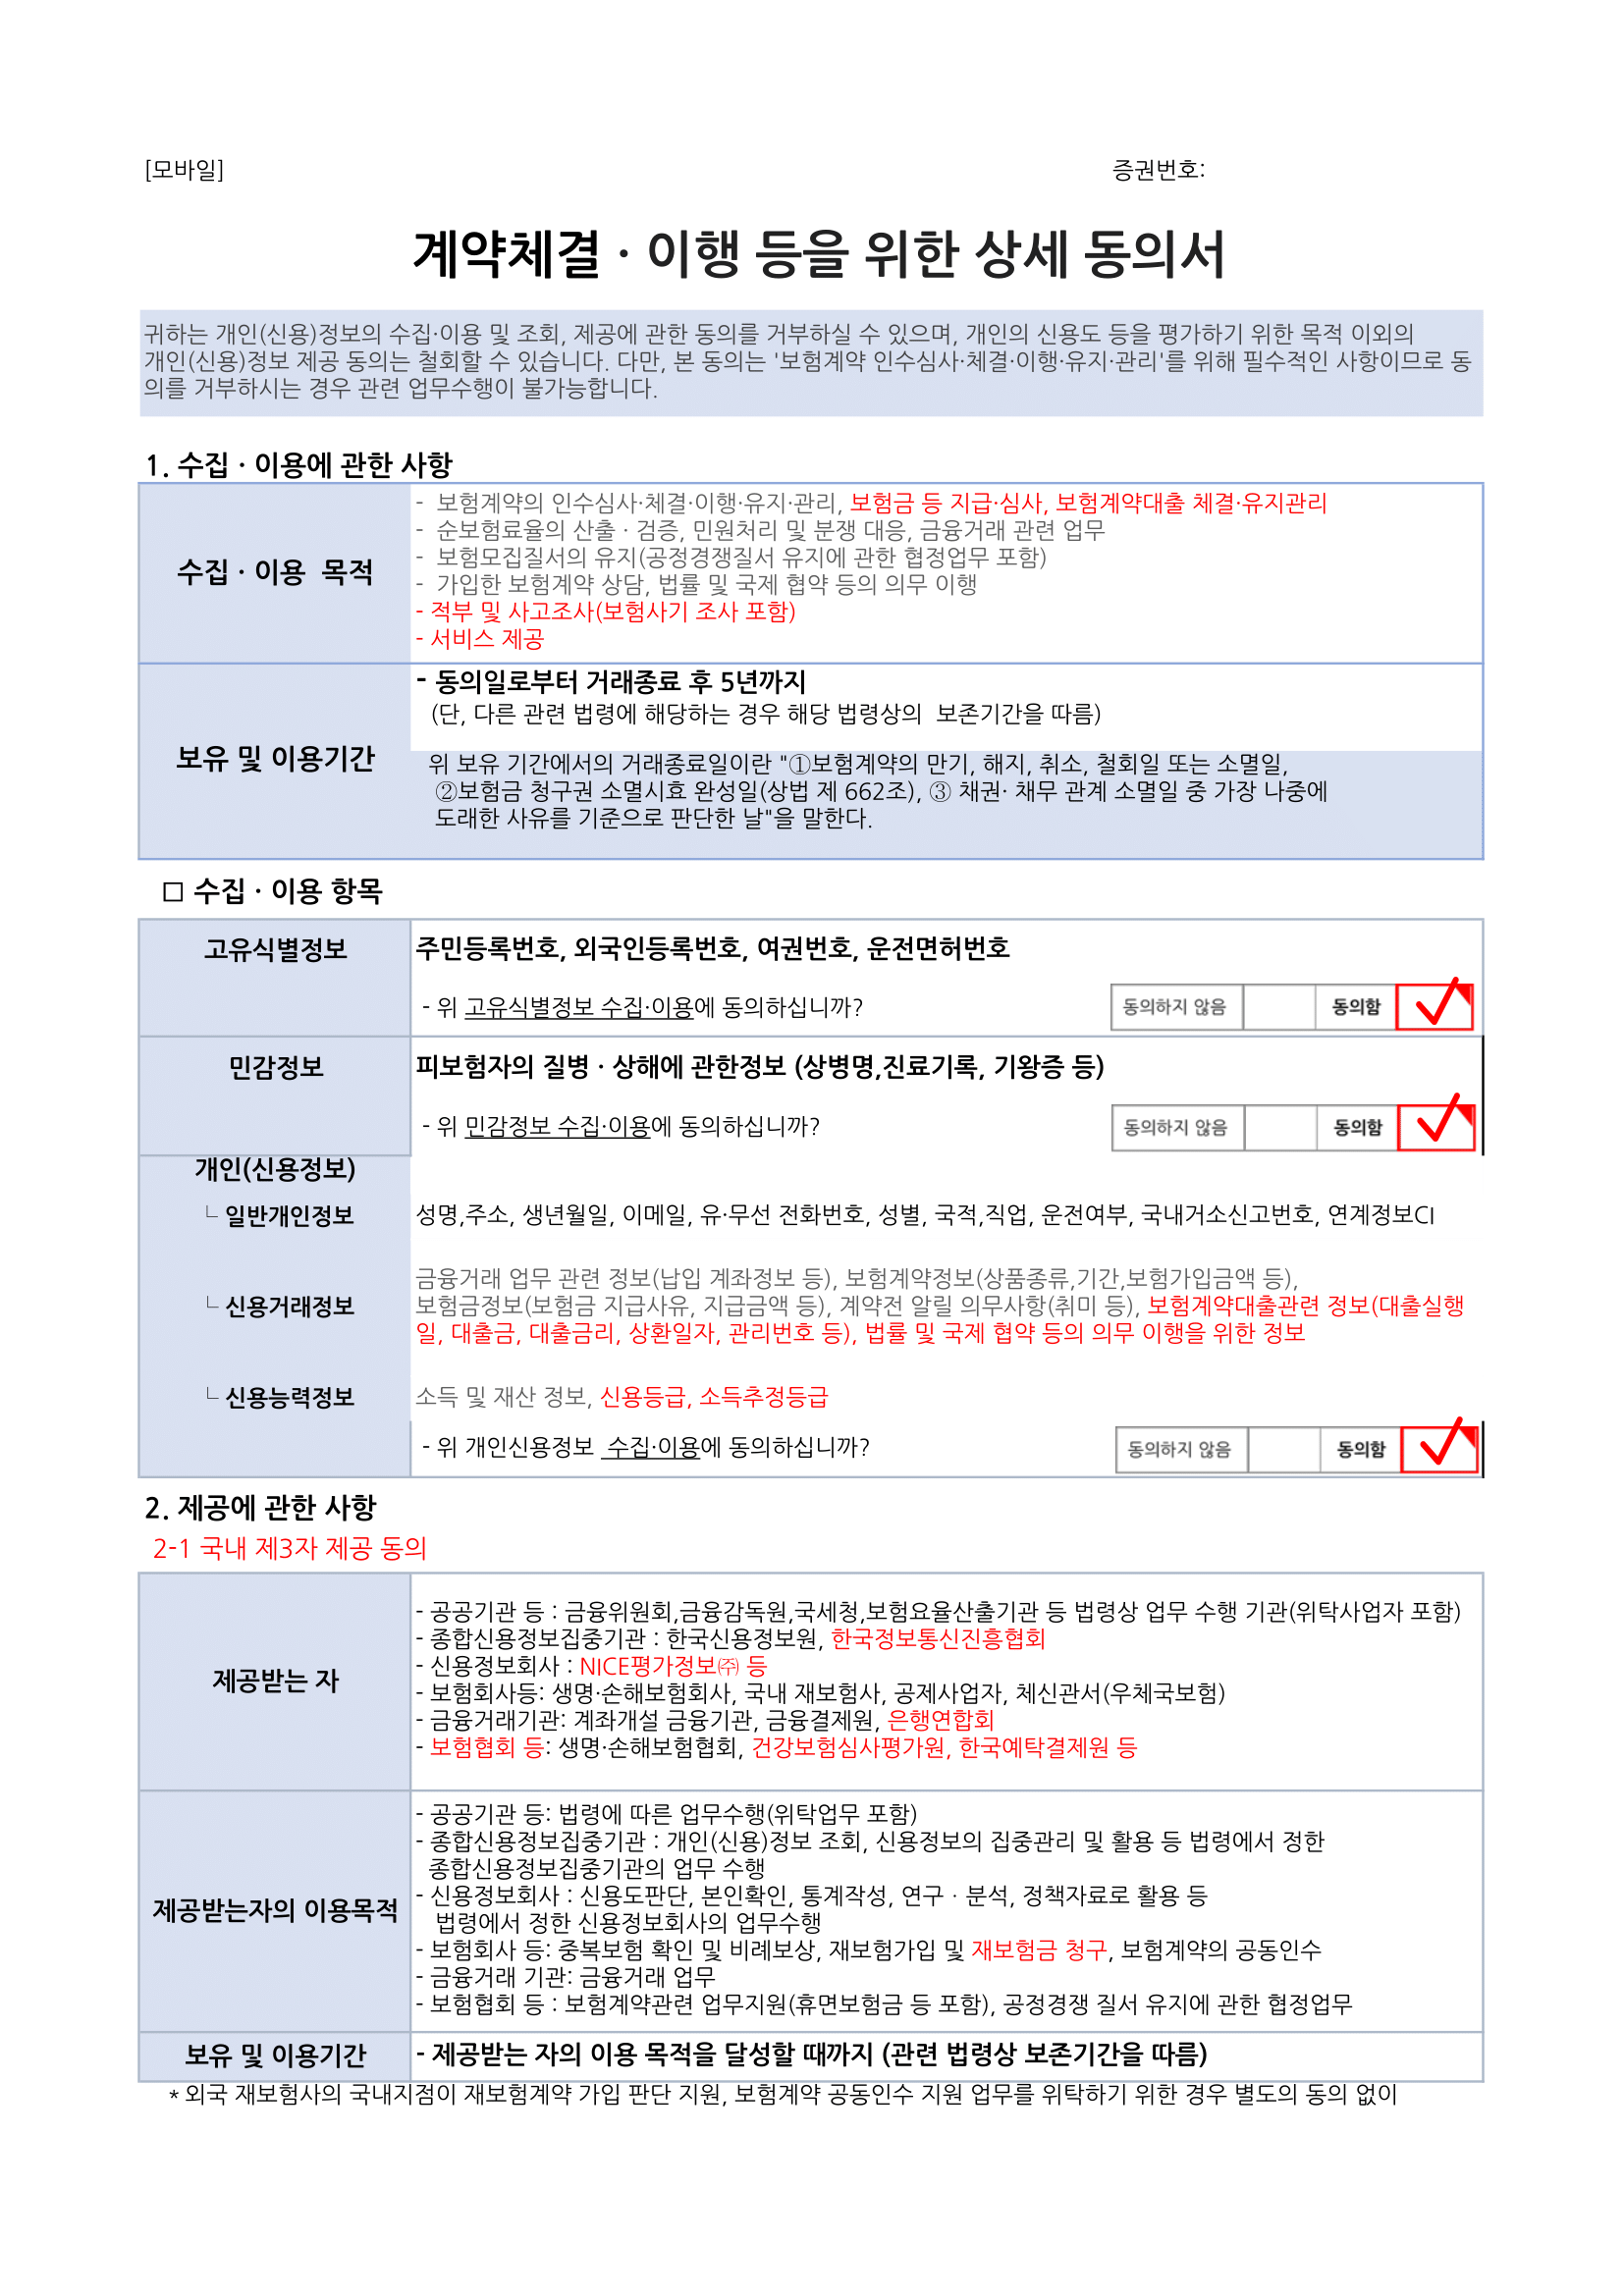 [모바일] 증권번호:
계약체결 · 이행 등을 위한 상세 동의서
귀하는 개인(신용)정보의 수집·이용 및 조회, 제공에 관한 동의를 거부하실 수 있으며, 개인의 신용도 등을 평가하기 위한 목적 이외의
개인(신용)정보 제공 동의는 철회할 수 있습니다. 다만, 본 동의는 '보험계약 인수심사·체결·이행·유지·관리'를 위해 필수적인 사항이므로 동
의를 거부하시는 경우 관련 업무수행이 불가능합니다.
1. 수집 · 이용에 관한 사항
수집 · 이용 목적
- 보험계약의 인수심사·체결·이행·유지·관리, 보험금 등 지급·심사, 보험계약대출 체결·유지관리
- 순보험료율의 산출 · 검증, 민원처리 및 분쟁 대응, 금융거래 관련 업무
- 보험모집질서의 유지(공정경쟁질서 유지에 관한 협정업무 포함)
- 가입한 보험계약 상담, 법률 및 국제 협약 등의 의무 이행
- 적부 및 사고조사(보험사기 조사 포함)
- 서비스 제공
보유 및 이용기간
- 동의일로부터 거래종료 후 5년까지
(단, 다른 관련 법령에 해당하는 경우 해당 법령상의 보존기간을 따름)
위 보유 기간에서의 거래종료일이란 "①보험계약의 만기, 해지, 취소, 철회일 또는 소멸일,
②보험금 청구권 소멸시효 완성일(상법 제 662조), ③ 채권· 채무 관계 소멸일 중 가장 나중에
도래한 사유를 기준으로 판단한 날"을 말한다.
□ 수집 · 이용 항목
고유식별정보 주민등록번호, 외국인등록번호, 여권번호, 운전면허번호
- 위 고유식별정보 수집·이용에 동의하십니까? 동의하지 않음 동의함
민감정보 피보험자의 질병 · 상해에 관한정보 (상병명,진료기록, 기왕증 등)
- 위 민감정보 수집·이용에 동의하십니까? 동의하지 않음 동의함
개인(신용정보)
└ 일반개인정보 성명,주소, 생년월일, 이메일, 유·무선 전화번호, 성별, 국적,직업, 운전여부, 국내거소신고번호, 연계정보CI
└ 신용거래정보
금융거래 업무 관련 정보(납입 계좌정보 등), 보험계약정보(상품종류,기간,보험가입금액 등),
보험금정보(보험금 지급사유, 지급금액 등), 계약전 알릴 의무사항(취미 등), 보험계약대출관련 정보(대출실행
일, 대출금, 대출금리, 상환일자, 관리번호 등), 법률 및 국제 협약 등의 의무 이행을 위한 정보
└ 신용능력정보 소득 및 재산 정보, 신용등급, 소득추정등급
- 위 개인신용정보 수집·이용에 동의하십니까? 동의하지 않음 동의함
2. 제공에 관한 사항
2-1 국내 제3자 제공 동의
제공받는 자
- 공공기관 등 : 금융위원회,금융감독원,국세청,보험요율산출기관 등 법령상 업무 수행 기관(위탁사업자 포함)
- 종합신용정보집중기관 : 한국신용정보원, 한국정보통신진흥협회
- 신용정보회사 : NICE평가정보㈜ 등
- 보험회사등: 생명·손해보험회사, 국내 재보험사, 공제사업자, 체신관서(우체국보험)
- 금융거래기관: 계좌개설 금융기관, 금융결제원, 은행연합회
- 보험협회 등: 생명·손해보험협회, 건강보험심사평가원, 한국예탁결제원 등
제공받는자의 이용목적
- 공공기관 등: 법령에 따른 업무수행(위탁업무 포함)
- 종합신용정보집중기관 : 개인(신용)정보 조회, 신용정보의 집중관리 및 활용 등 법령에서 정한
종합신용정보집중기관의 업무 수행
- 신용정보회사 : 신용도판단, 본인확인, 통계작성, 연구 · 분석, 정책자료로 활용 등
법령에서 정한 신용정보회사의 업무수행
- 보험회사 등: 중복보험 확인 및 비례보상, 재보험가입 및 재보험금 청구, 보험계약의 공동인수
- 금융거래 기관: 금융거래 업무
- 보험협회 등 : 보험계약관련 업무지원(휴면보험금 등 포함), 공정경쟁 질서 유지에 관한 협정업무
보유 및 이용기간 - 제공받는 자의 이용 목적을 달성할 때까지 (관련 법령상 보존기간을 따름)
* 외국 재보험사의 국내지점이 재보험계약 가입 판단 지원, 보험계약 공동인수 지원 업무를 위탁하기 위한 경우 별도의 동의 없이